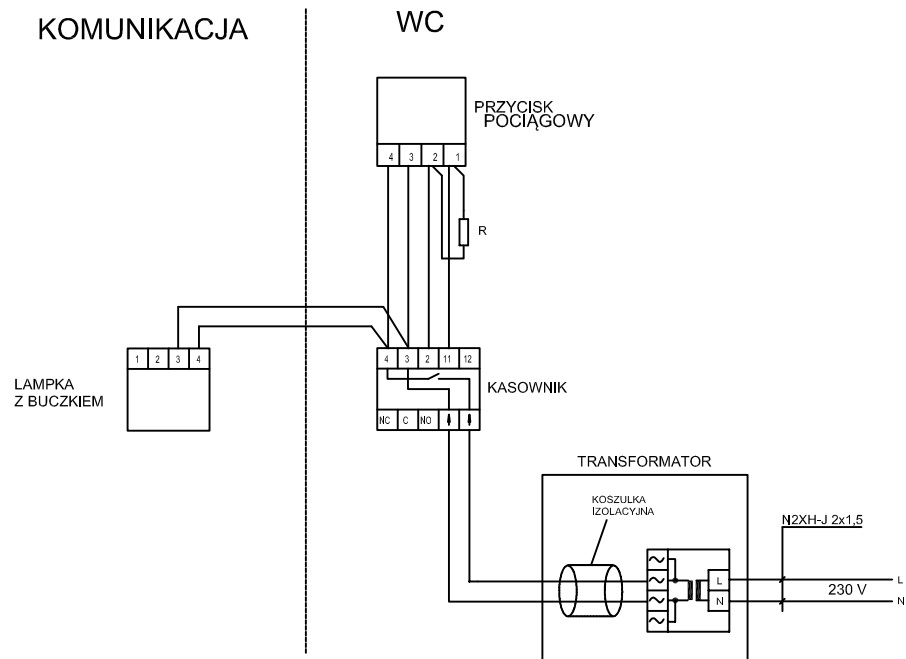 KOMUNIKACJA
WC
PRZYCISK
POCIĄGOWY
4 3 2 1
R
1 2 3 4
LAMPKA
Z BUCZKIEM
4 3 2 11 12
KASOWNIK
NC C NO
TRANSFORMATOR
KOSZULKA
IZOLACYJNA
N2XH-J 2x1,5
L
N
230 V
L
N